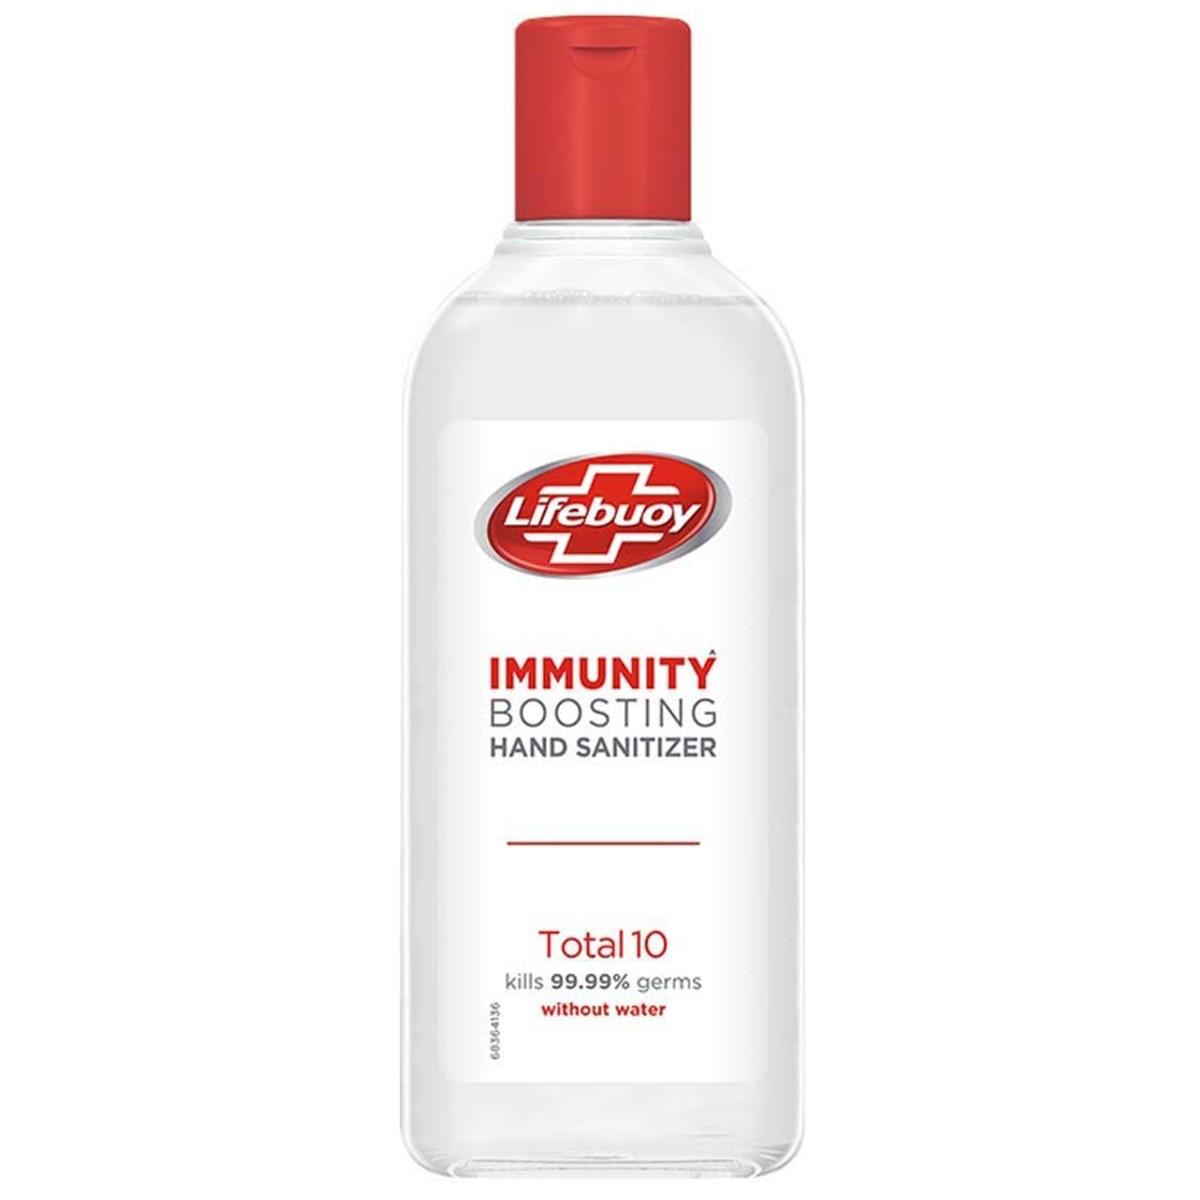 Lifebuoy
IMMUNITY^
BOOSTING
HAND SANITIZER
Total 10
kills 99.99% germs
without water
68364136